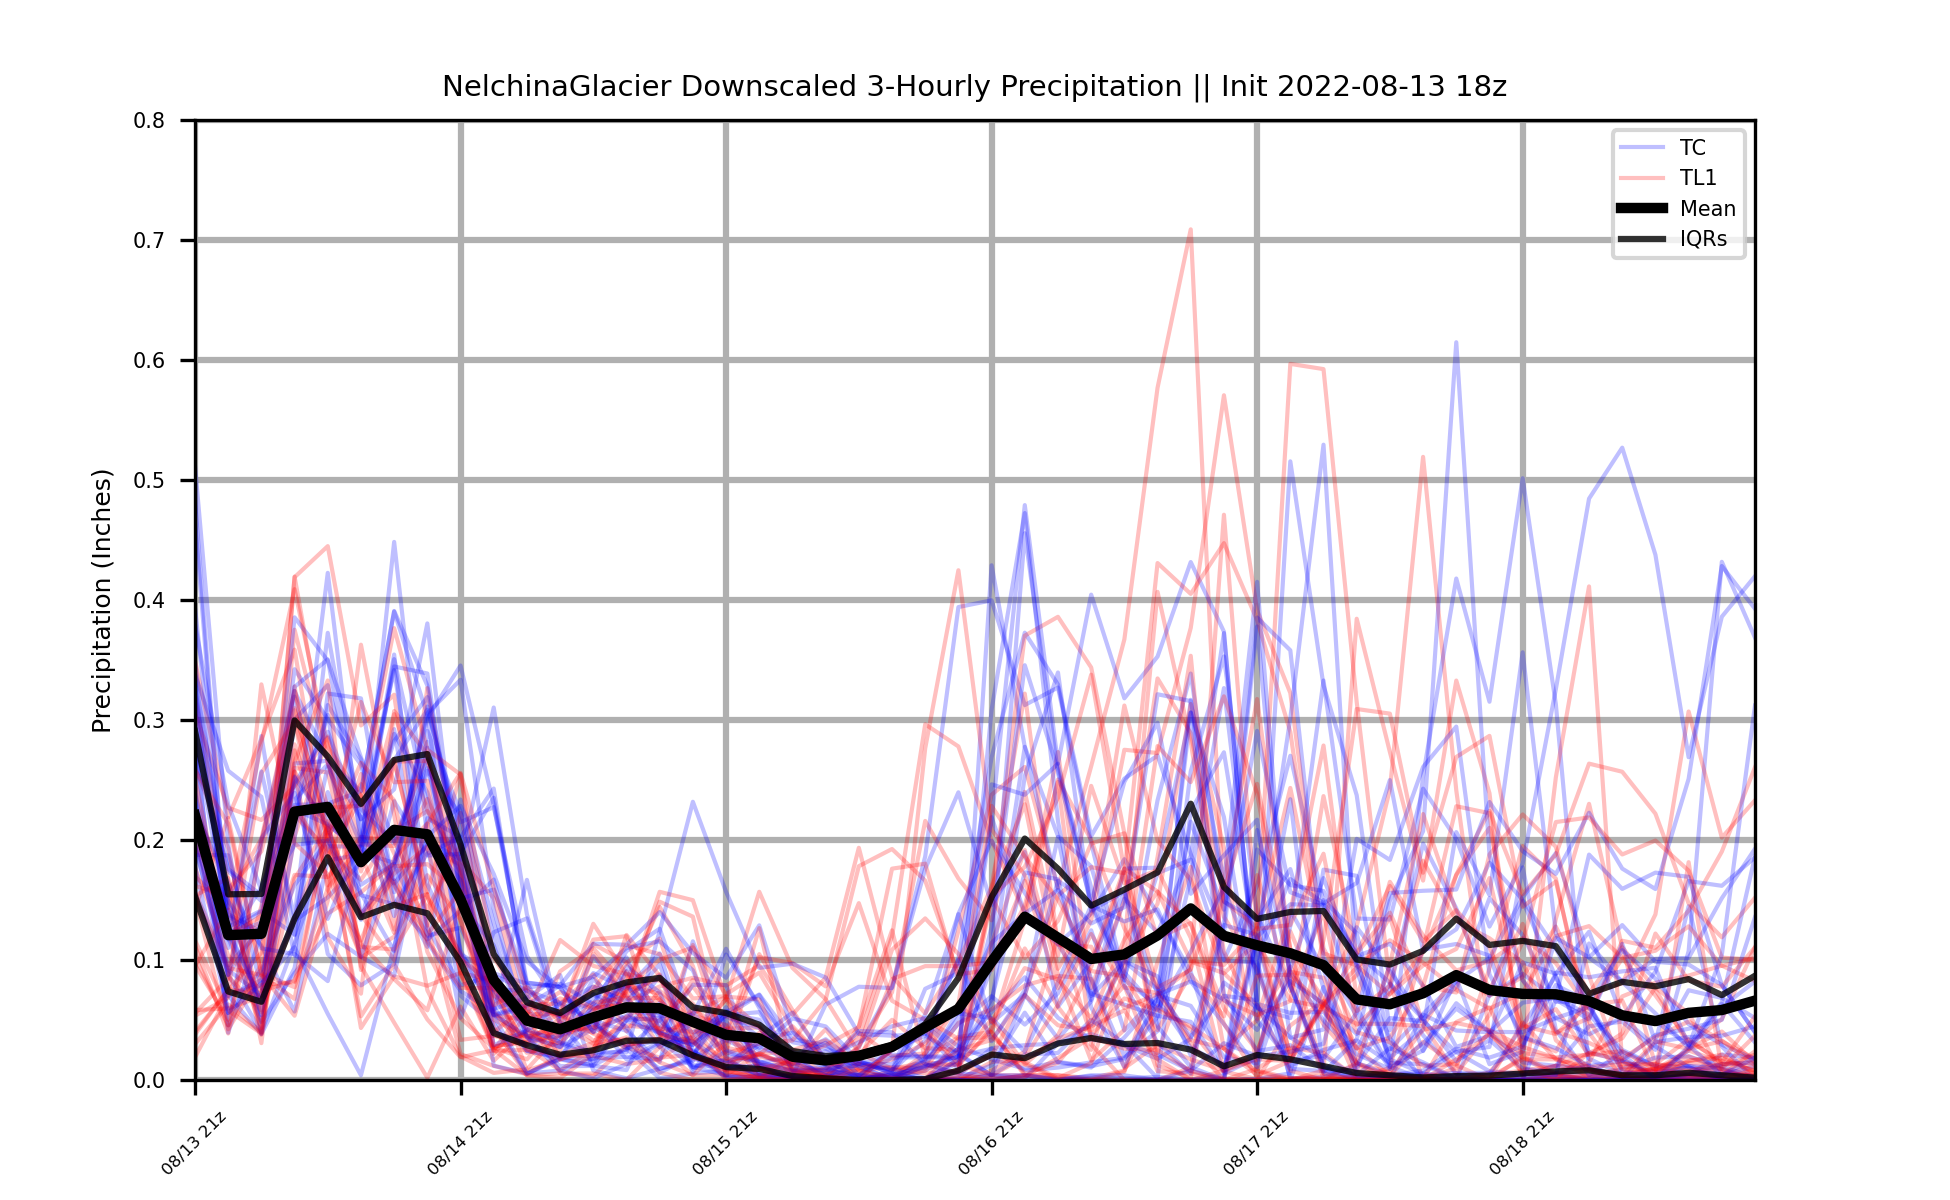 NelchinaGlacier Downscaled 3-Hourly Precipitation || Init 2022-08-13 18z
TC
TL1
Mean
IQRs
Precipitation (Inches)
0.8
0.7
0.6
0.5
0.4
0.3
0.2
0.1
0.0
08/13 21z
08/14 21z
08/15 21z
08/16 21z
08/17 21z
08/18 21z